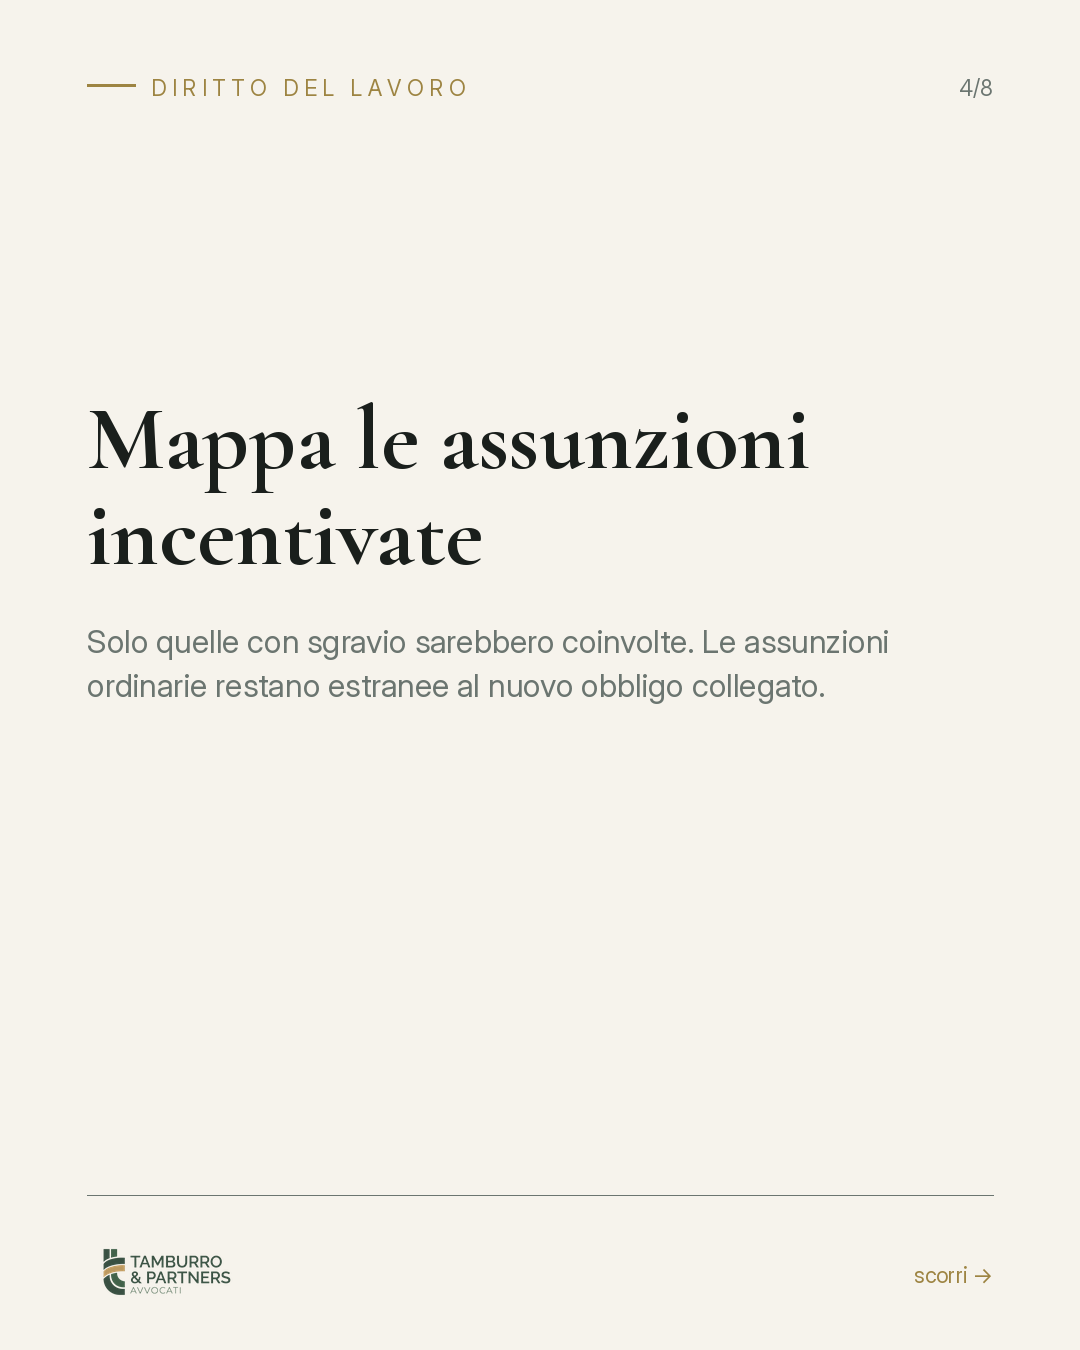 DIRITTO DEL LAVORO
4/8
Mappa le assunzioni
incentivate
Solo quelle con sgravio sarebbero coinvolte. Le assunzioni
ordinarie restano estranee al nuovo obbligo collegato.
TAMBURRO
& PARTNERS
AVVOCATI
scorri →